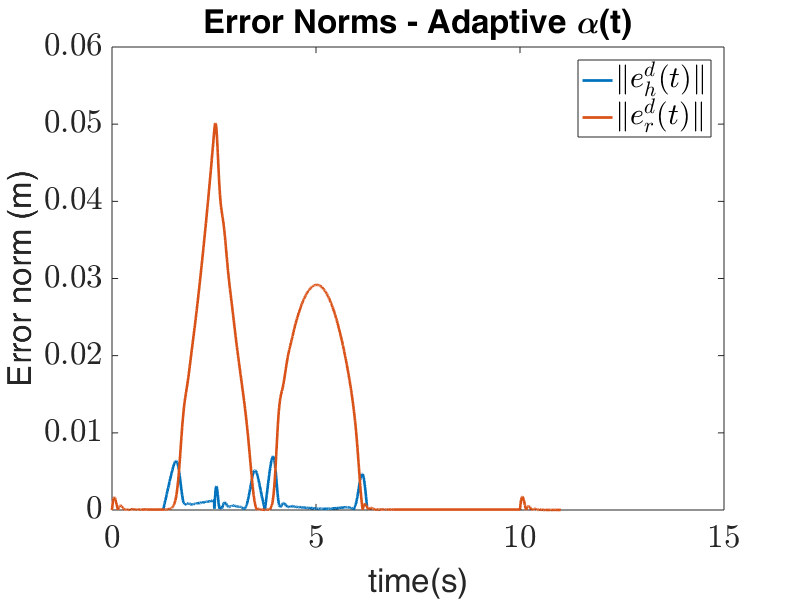 Error Norms - Adaptive α(t)
0.06
0.05
0.04
0.03
0.02
0.01
0
Error norm (m)
‖e_h^d(t)‖
‖e_r^d(t)‖
0 5 10 15
time(s)